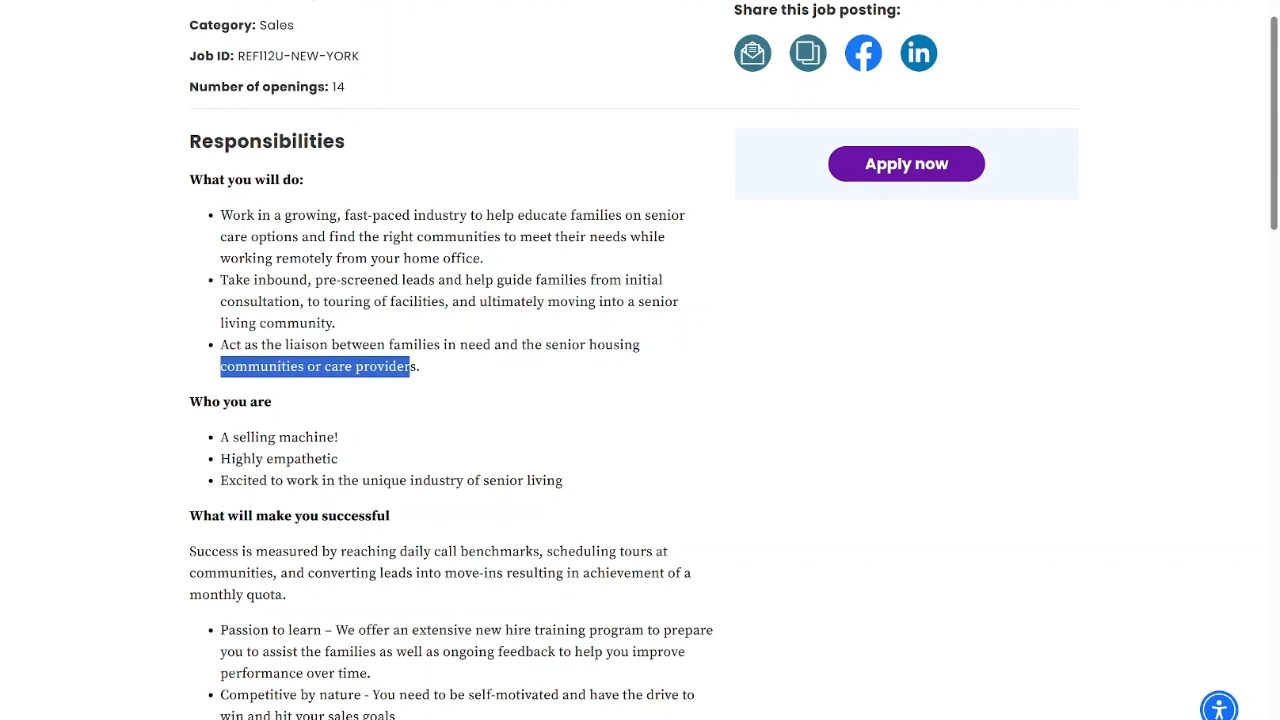 Category: Sales
Job ID: REF112U-NEW-YORK
Number of openings: 14
Share this job posting:
Apply now
Responsibilities
What you will do:
• Work in a growing, fast-paced industry to help educate families on senior
care options and find the right communities to meet their needs while
working remotely from your home office.
• Take inbound, pre-screened leads and help guide families from initial
consultation, to touring of facilities, and ultimately moving into a senior
living community.
• Act as the liaison between families in need and the senior housing
communities or care providers.
Who you are
• A selling machine!
• Highly empathetic
• Excited to work in the unique industry of senior living
What will make you successful
Success is measured by reaching daily call benchmarks, scheduling tours at
communities, and converting leads into move-ins resulting in achievement of a
monthly quota.
• Passion to learn – We offer an extensive new hire training program to prepare
you to assist the families as well as ongoing feedback to help you improve
performance over time.
• Competitive by nature - You need to be self-motivated and have the drive to
win and hit your sales goals